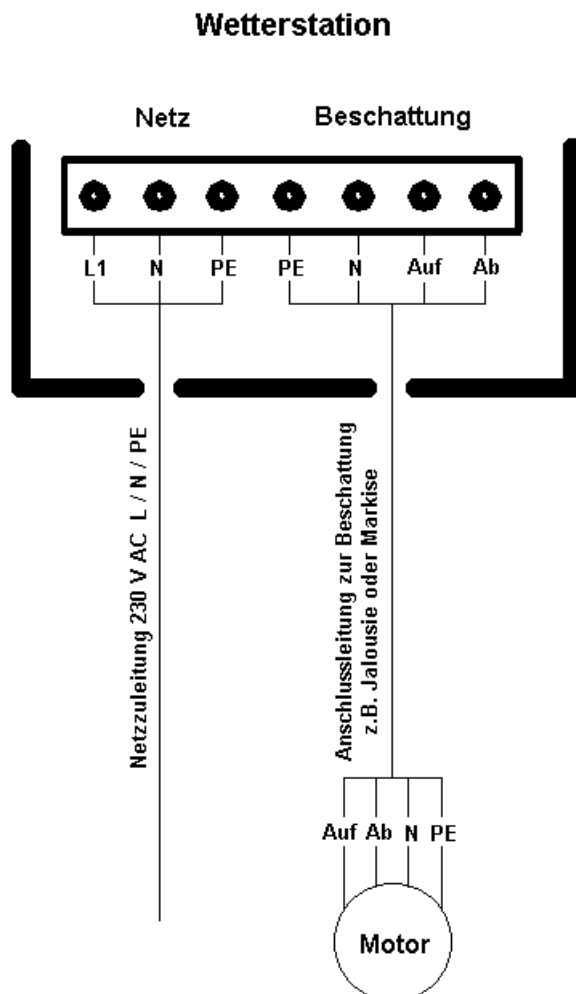 Wetterstation
Netz
Beschattung
L1 N PE PE N Auf Ab
Netzzuleitung 230 V AC L / N / PE
Anschlussleitung zur Beschattung
z.B. Jalousie oder Markise
Auf Ab N PE
Motor